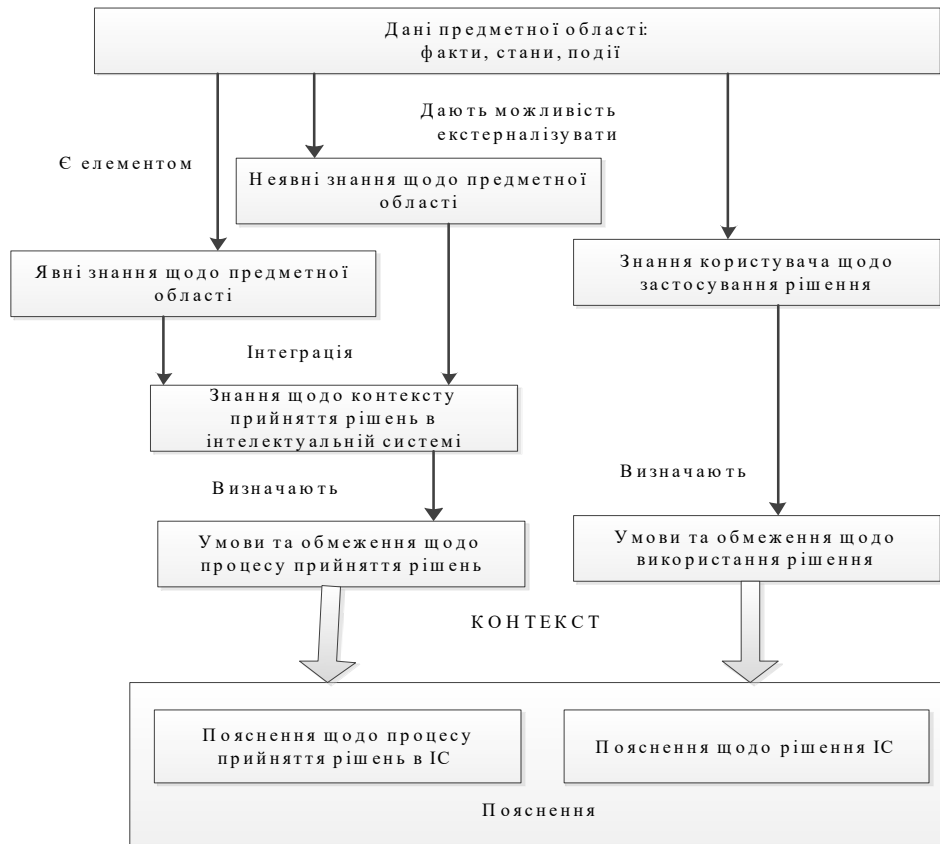 Дані предметної області:
факти, стани, події
Дають можливість
екстерналізувати
Є елементом
Неявні знання щодо предметної
області
Явні знання щодо предметної
області
Знання користувача щодо
застосування рішення
Інтеграція
Знання щодо контексту
прийняття рішень в
інтелектуальній системі
Визначають
Визначають
Умови та обмеження щодо
процесу прийняття рішень
Умови та обмеження щодо
використання рішення
КОНТЕКСТ
Пояснення щодо процесу
прийняття рішень в ІС
Пояснення щодо рішення ІС
Пояснення